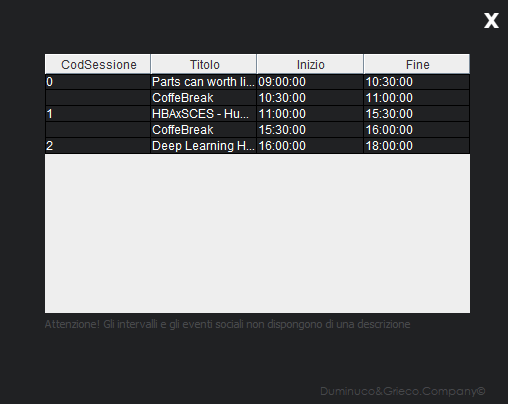 X
CodSessione Titolo Inizio Fine
0 Parts can worth li... 09:00:00 10:30:00
CoffeBreak 10:30:00 11:00:00
1 HBAxSCES - Hu... 11:00:00 15:30:00
CoffeBreak 15:30:00 16:00:00
2 Deep Learning H... 16:00:00 18:00:00
Attenzione! Gli intervalli e gli eventi sociali non dispongono di una descrizione
Duminuco&Grieco.Company©